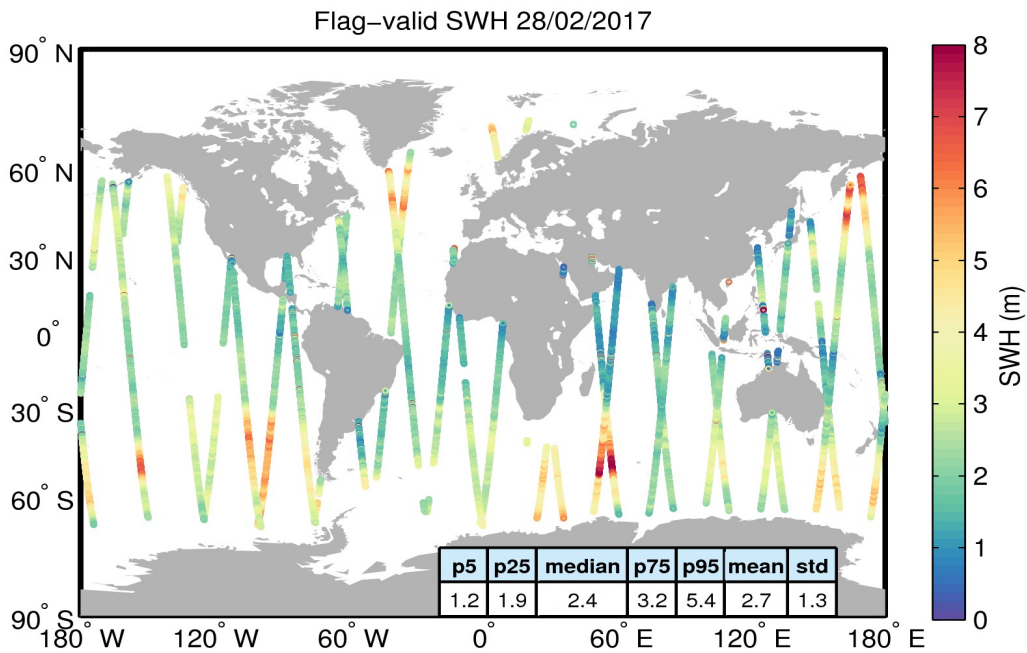 Flag−valid SWH 28/02/2017
90° N
60° N
30° N
0°
30° S
60° S
90° S
180° W
120° W
60° W
0°
60° E
120° E
180° E
p5 p25 median p75 p95 mean std
1.2 1.9 2.4 3.2 5.4 2.7 1.3
8
7
6
5
4
3
2
1
0
SWH (m)